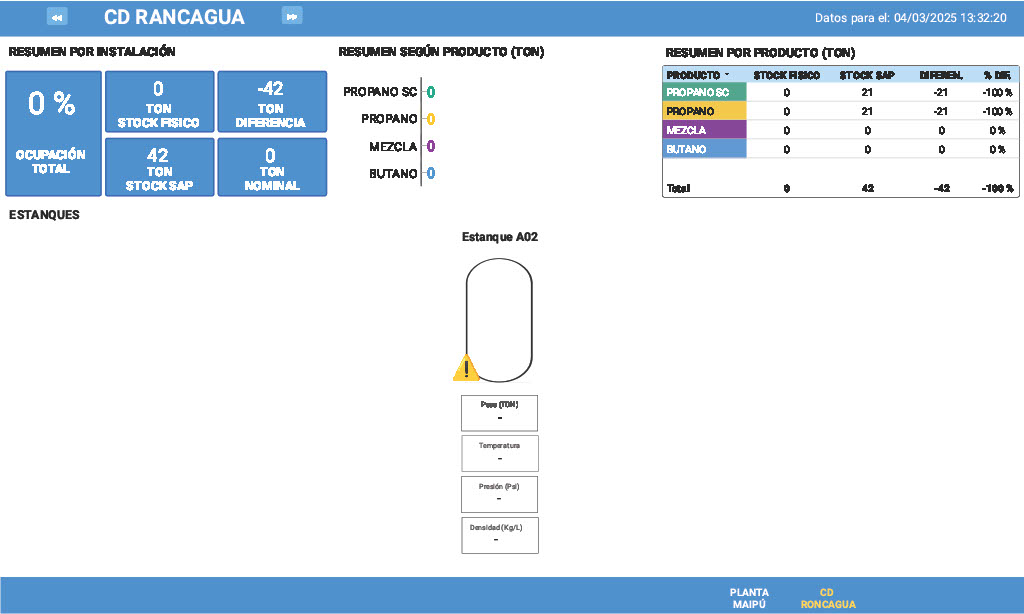 CD RANCAGUA
Datos para el: 04/03/2025 13:32:20
RESUMEN POR INSTALACIÓN
0 %
OCUPACIÓN
TOTAL
0
TON
STOCK FISICO
-42
TON
DIFERENCIA
42
TON
STOCK SAP
0
TON
NOMINAL
RESUMEN SEGÚN PRODUCTO (TON)
PROPANO SC 0
PROPANO 0
MEZCLA 0
BUTANO 0
RESUMEN POR PRODUCTO (TON)
PRODUCTO STOCK FISICO STOCK SAP DIFEREN. % DIF.
PROPANO SC 0 21 -21 -100 %
PROPANO 0 21 -21 -100 %
MEZCLA 0 0 0 0 %
BUTANO 0 0 0 0 %
Total 0 42 -42 -100 %
ESTANQUES
Estanque A02
Peso (TON)
-
Temperatura
-
Presión (Psi)
-
Densidad (Kg/L)
-
PLANTA
MAIPÚ
CD
RONCAGUA